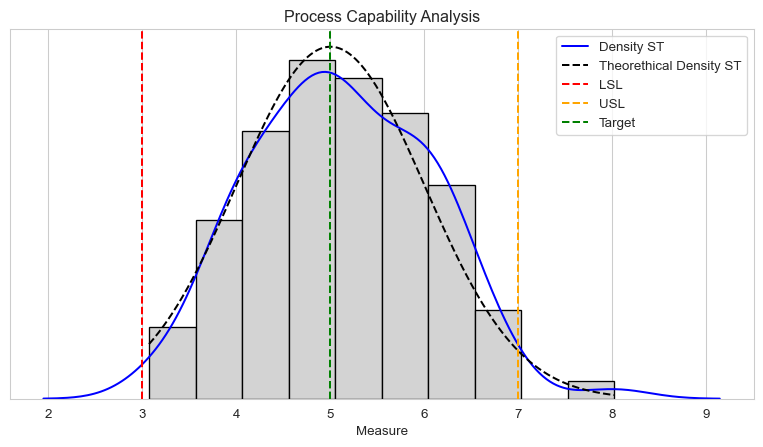 Process Capability Analysis
Density ST
Theorethical Density ST
LSL
USL
Target
2 3 4 5 6 7 8 9
Measure